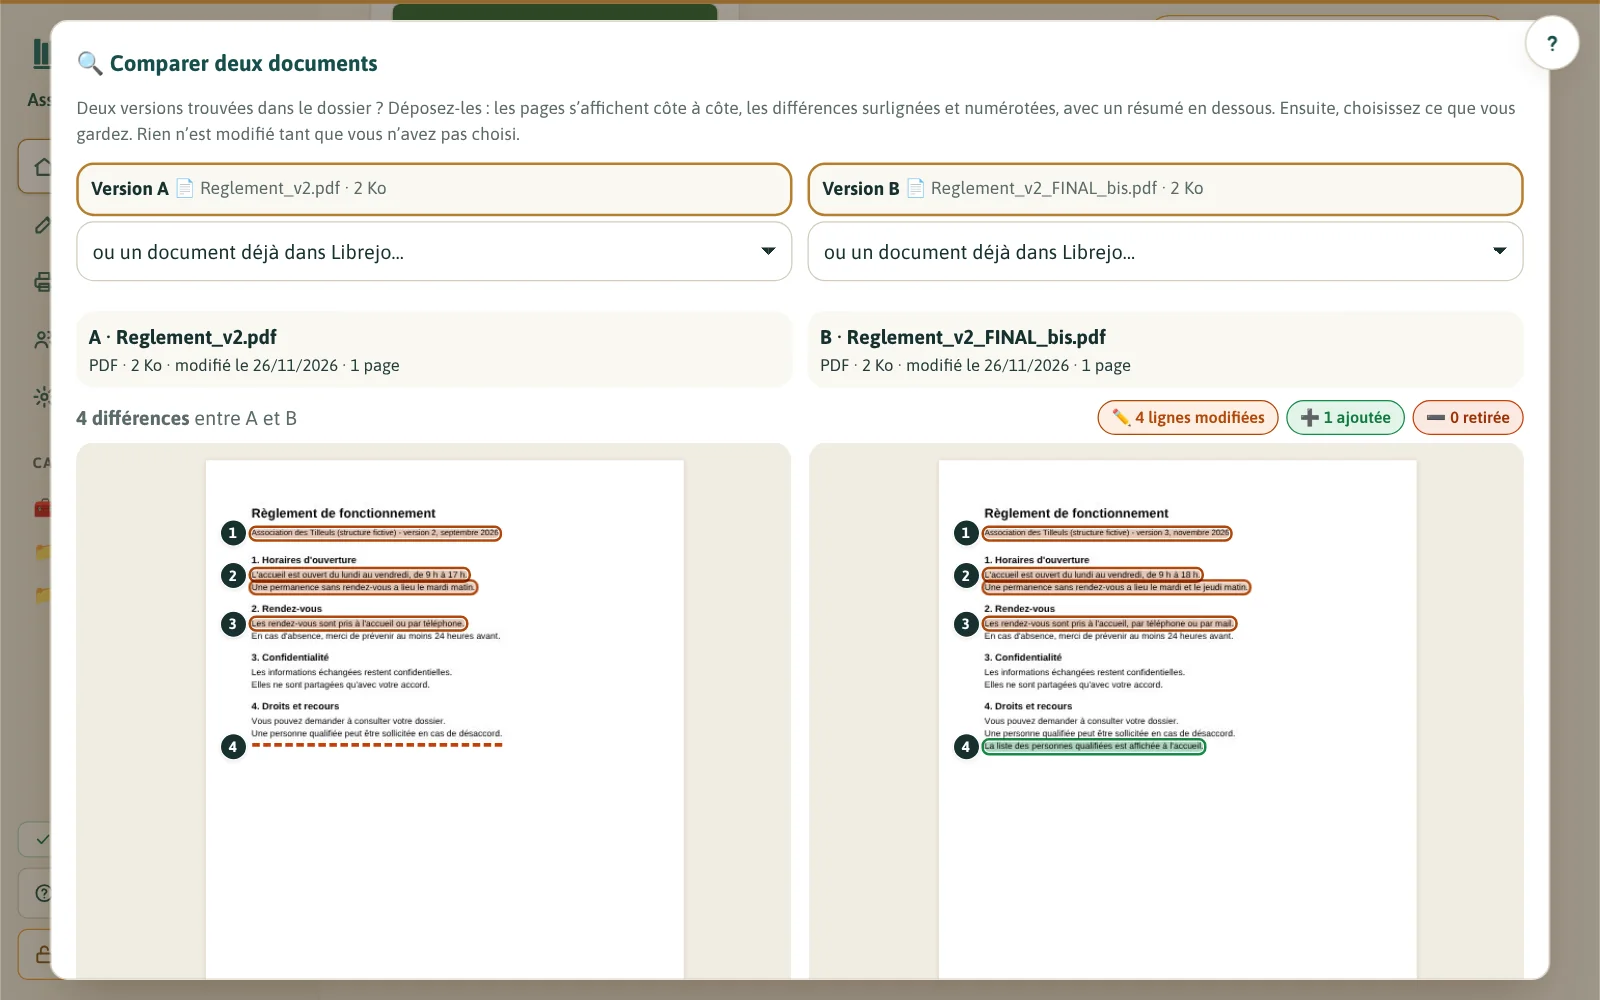 ?
🔍 Comparer deux documents
Deux versions trouvées dans le dossier ? Déposez-les : les pages s’affichent côte à côte, les différences surlignées et numérotées, avec un résumé en dessous. Ensuite, choisissez ce que vous
gardez. Rien n’est modifié tant que vous n’avez pas choisi.
Version A 📄 Reglement_v2.pdf · 2 Ko
Version B 📄 Reglement_v2_FINAL_bis.pdf · 2 Ko
ou un document déjà dans Librejo...
ou un document déjà dans Librejo...
A · Reglement_v2.pdf
PDF · 2 Ko · modifié le 26/11/2026 · 1 page
B · Reglement_v2_FINAL_bis.pdf
PDF · 2 Ko · modifié le 26/11/2026 · 1 page
4 différences entre A et B
✏️ 4 lignes modifiées
➕ 1 ajoutée
➖ 0 retirée
Règlement de fonctionnement
1 Association des Tilleuls (structure fictive) - version 2, septembre 2026
1. Horaires d'ouverture
2 L'accueil est ouvert du lundi au vendredi, de 9 h à 17 h.
Une permanence sans rendez-vous a lieu le mardi matin.
2. Rendez-vous
3 Les rendez-vous sont pris à l'accueil ou par téléphone.
En cas d'absence, merci de prévenir au moins 24 heures avant.
3. Confidentialité
Les informations échangées restent confidentielles.
Elles ne sont partagées qu'avec votre accord.
4. Droits et recours
Vous pouvez demander à consulter votre dossier.
Une personne qualifiée peut être sollicitée en cas de désaccord.
4
Règlement de fonctionnement
1 Association des Tilleuls (structure fictive) - version 3, novembre 2026
1. Horaires d'ouverture
2 L'accueil est ouvert du lundi au vendredi, de 9 h à 18 h.
Une permanence sans rendez-vous a lieu le mardi et le jeudi matin.
2. Rendez-vous
3 Les rendez-vous sont pris à l'accueil, par téléphone ou par mail.
En cas d'absence, merci de prévenir au moins 24 heures avant.
3. Confidentialité
Les informations échangées restent confidentielles.
Elles ne sont partagées qu'avec votre accord.
4. Droits et recours
Vous pouvez demander à consulter votre dossier.
Une personne qualifiée peut être sollicitée en cas de désaccord.
4 La liste des personnes qualifiées est affichée à l'accueil.